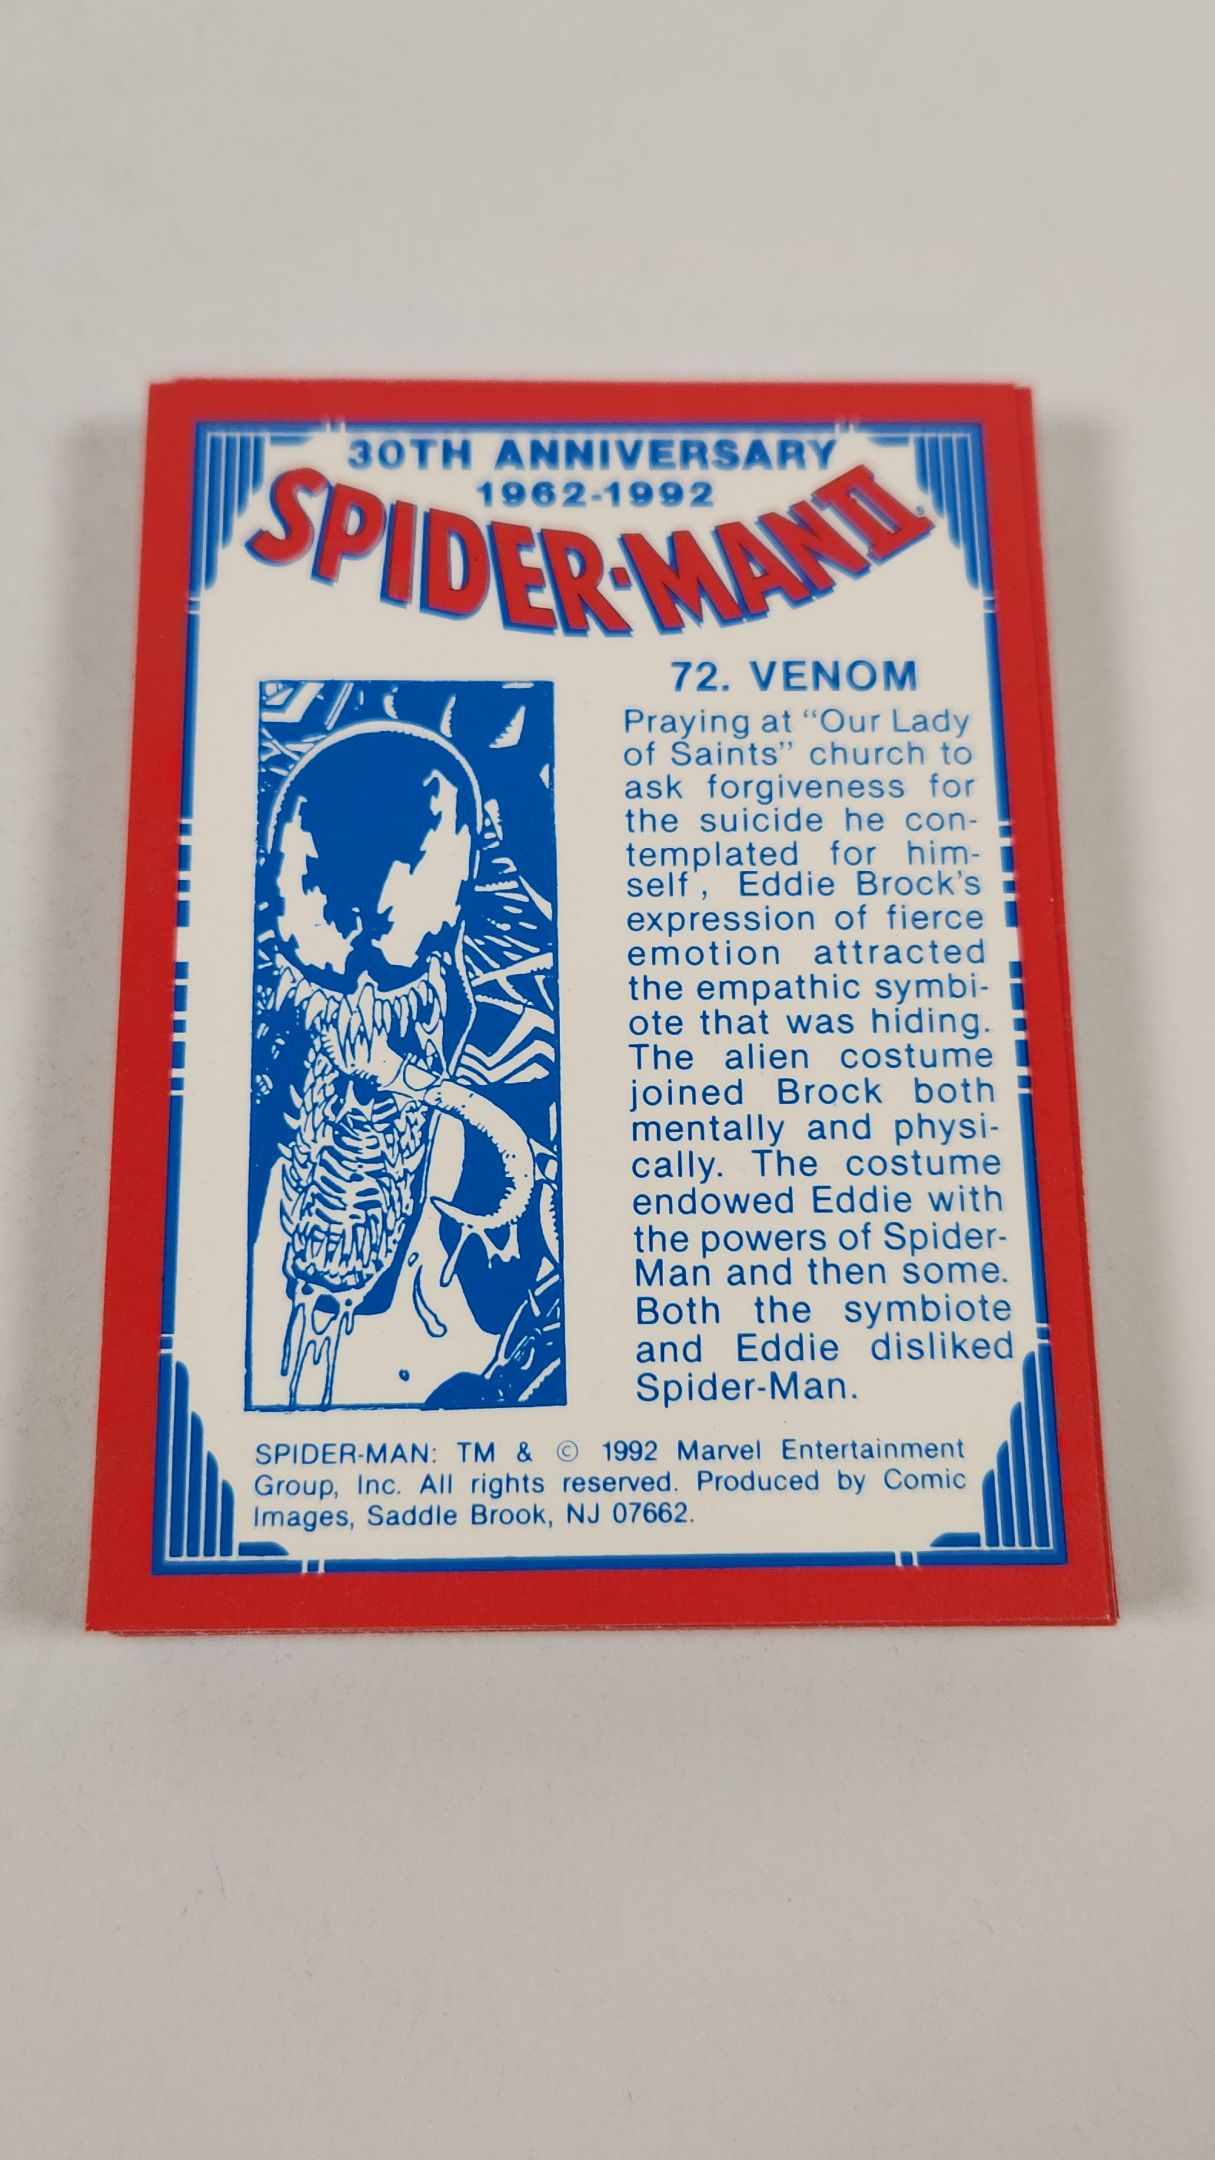 30TH ANNIVERSARY
1962-1992
SPIDER-MAN II
72. VENOM
Praying at “Our Lady
of Saints” church to
ask forgiveness for
the suicide he con-
templated for him-
self , Eddie Brock’s
expression of fierce
emotion attracted
the empathic symbi-
ote that was hiding.
The alien costume
joined Brock both
mentally and physi-
cally. The costume
endowed Eddie with
the powers of Spider-
Man and then some.
Both the symbiote
and Eddie disliked
Spider-Man.
SPIDER-MAN: TM & © 1992 Marvel Entertainment
Group, Inc. All rights reserved. Produced by Comic
Images, Saddle Brook, NJ 07662.